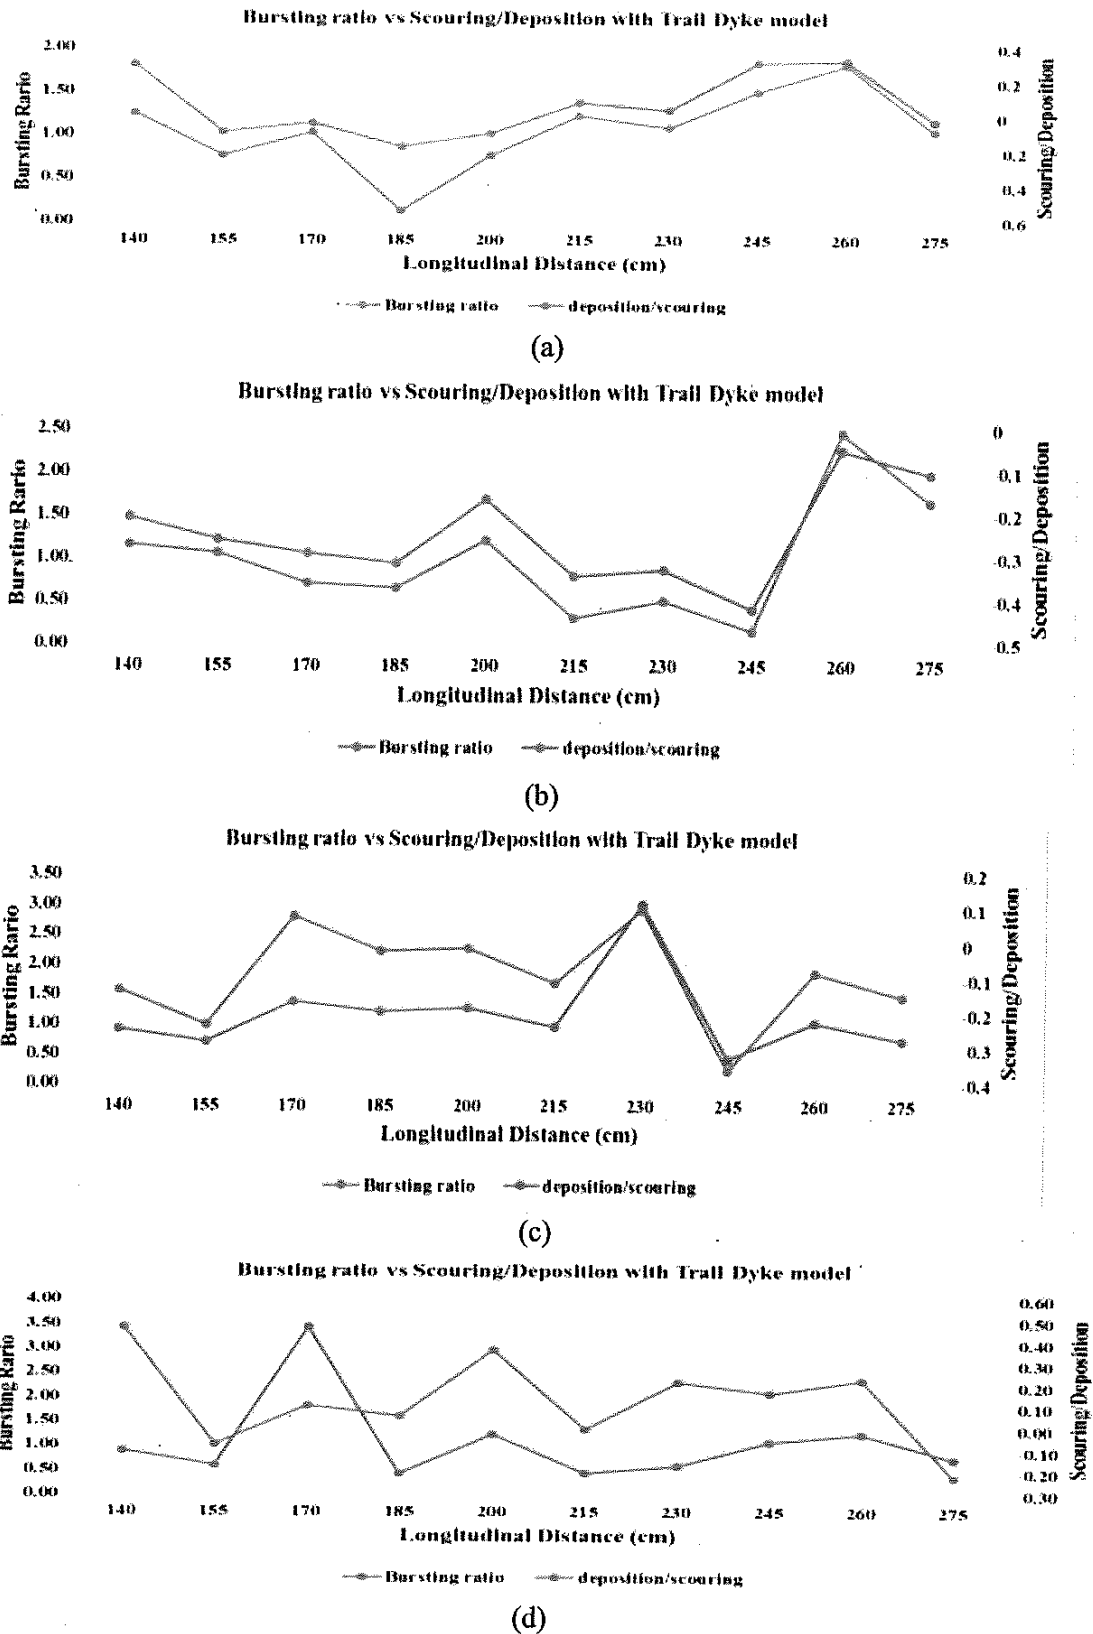 Bursting ratio vs Scouring/Deposition with Trail Dyke model
2.00
1.50
1.00
0.50
0.00
Bursting Rario
0.4
0.2
0
0.2
0.4
0.6
Scouring/Deposition
140 155 170 185 200 215 230 245 260 275
Longitudinal Distance (cm)
Bursting ratio deposition/scouring
(a)
Bursting ratio vs Scouring/Deposition with Trail Dyke model
2.50
2.00
1.50
1.00
0.50
0.00
Bursting Rario
0
0.1
-0.2
-0.3
0.4
0.5
Scouring/Deposition
140 155 170 185 200 215 230 245 260 275
Longitudinal Distance (cm)
Bursting ratio deposition/scouring
(b)
Bursting ratio vs Scouring/Deposition with Trail Dyke model
3.50
3.00
2.50
2.00
1.50
1.00
0.50
0.00
Bursting Rario
0.2
0.1
0
-0.1
-0.2
0.3
-0.4
Scouring/Deposition
140 155 170 185 200 215 230 245 260 275
Longitudinal Distance (cm)
Bursting ratio deposition/scouring
(c)
Bursting ratio vs Scouring/Deposition with Trail Dyke model
4.00
3.50
3.00
2.50
2.00
1.50
1.00
0.50
0.00
Bursting Rario
0.60
0.50
0.40
0.30
0.20
0.10
0.00
-0.10
-0.20
0.30
Scouring/Deposition
140 155 170 185 200 215 230 245 260 275
Longitudinal Distance (cm)
Bursting ratio deposition/scouring
(d)